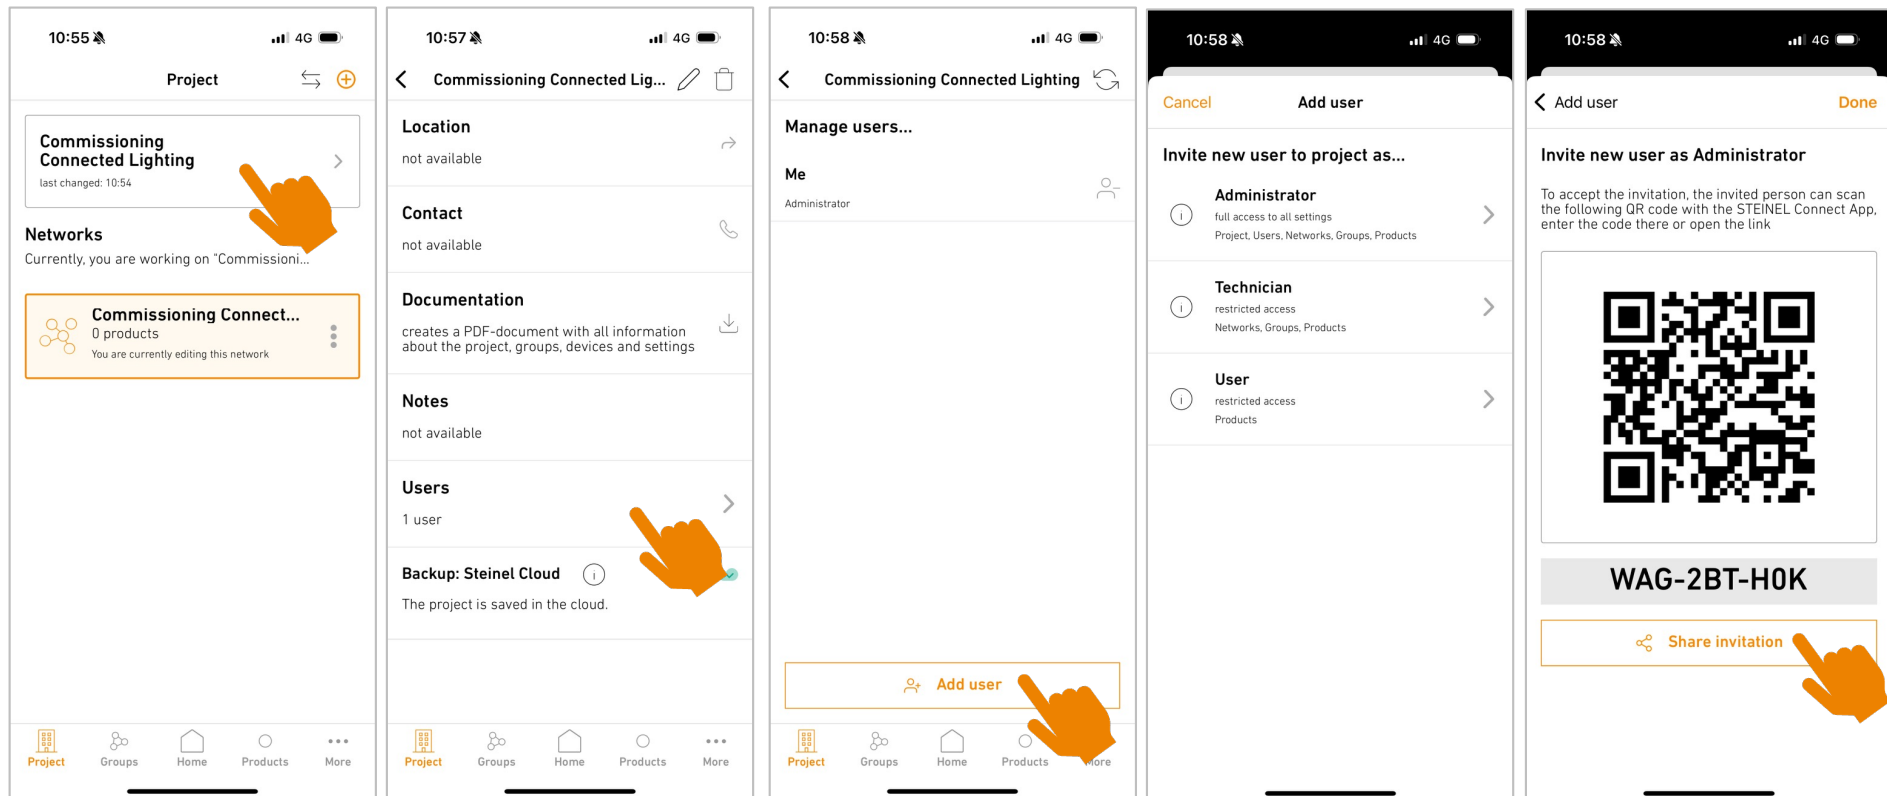 10:55
4G
Project
Commissioning
Connected Lighting
last changed: 10:54
Networks
Currently, you are working on "Commissioni...
Commissioning Connect...
0 products
You are currently editing this network
Project
Groups
Home
Products
More
10:57
4G
Commissioning Connected Lig...
Location
not available
Contact
not available
Documentation
creates a PDF-document with all information
about the project, groups, devices and settings
Notes
not available
Users
1 user
Backup: Steinel Cloud
The project is saved in the cloud.
Project
Groups
Home
Products
More
10:58
4G
Commissioning Connected Lighting
Manage users...
Me
Administrator
Add user
Project
Groups
Home
Products
More
10:58
4G
Cancel
Add user
Invite new user to project as...
Administrator
full access to all settings
Project, Users, Networks, Groups, Products
Technician
restricted access
Networks, Groups, Products
User
restricted access
Products
10:58
4G
Add user
Done
Invite new user as Administrator
To accept the invitation, the invited person can scan
the following QR code with the STEINEL Connect App,
enter the code there or open the link
WAG-2BT-H0K
Share invitation